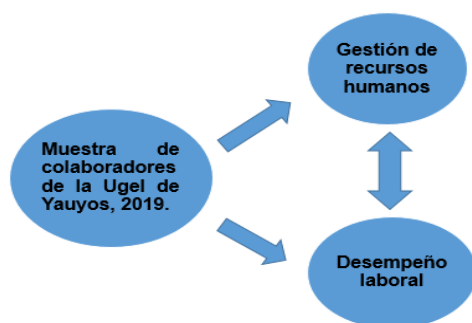 Gestión de
recursos
humanos
Muestra de
colaboradores
de la Ugel de
Yauyos, 2019.
Desempeño
laboral